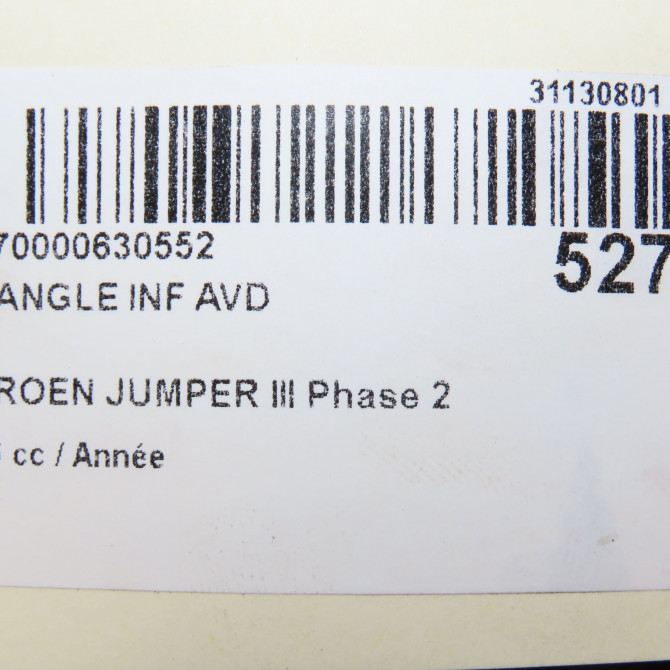 31130801
70000630552
527
ANGLE INF AVD
ROEN JUMPER III Phase 2
cc / Année